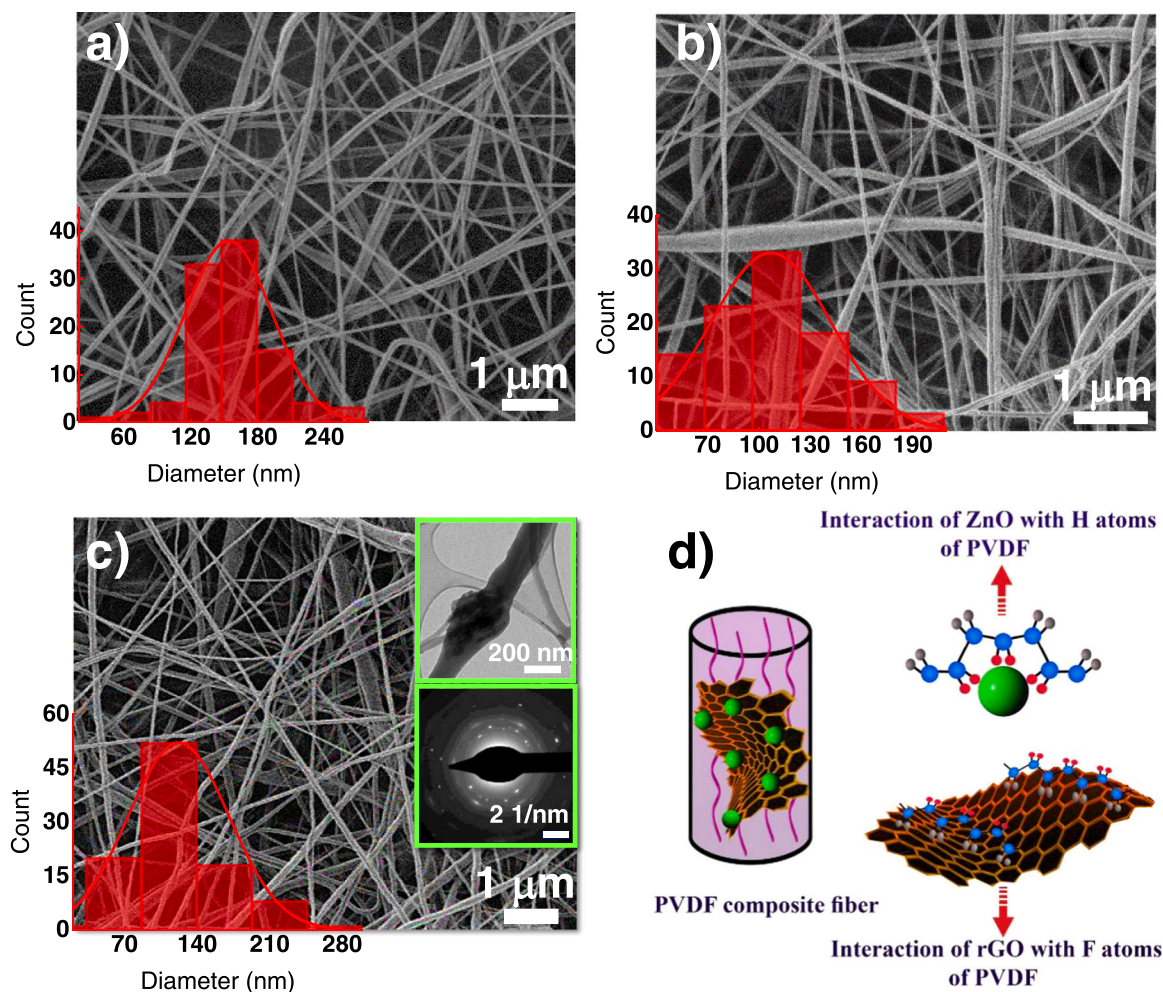 a)
40
30
20
10
0
Count
60 120 180 240
Diameter (nm)
1 μm
b)
40
30
20
10
0
Count
70 100 130 160 190
Diameter (nm)
1 μm
c)
60
45
30
15
0
Count
70 140 210 280
Diameter (nm)
200 nm
2 1/nm
1 μm
d)
Interaction of ZnO with H atoms
of PVDF
PVDF composite fiber
Interaction of rGO with F atoms
of PVDF